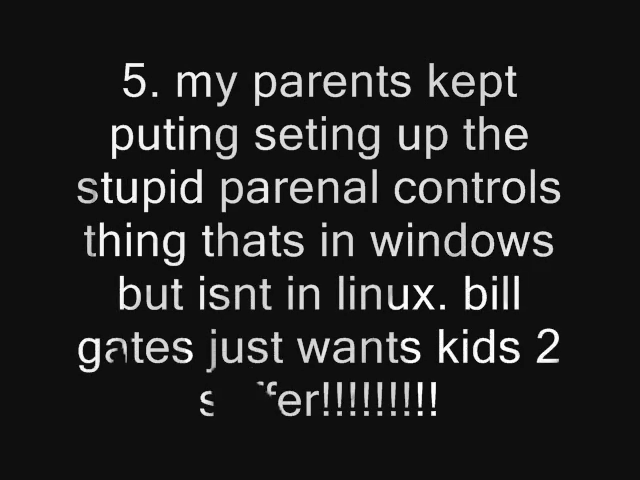 5. my parents kept
puting seting up the
stupid parenal controls
thing thats in windows
but isnt in linux. bill
gates just wants kids 2
suffer!!!!!!!!!